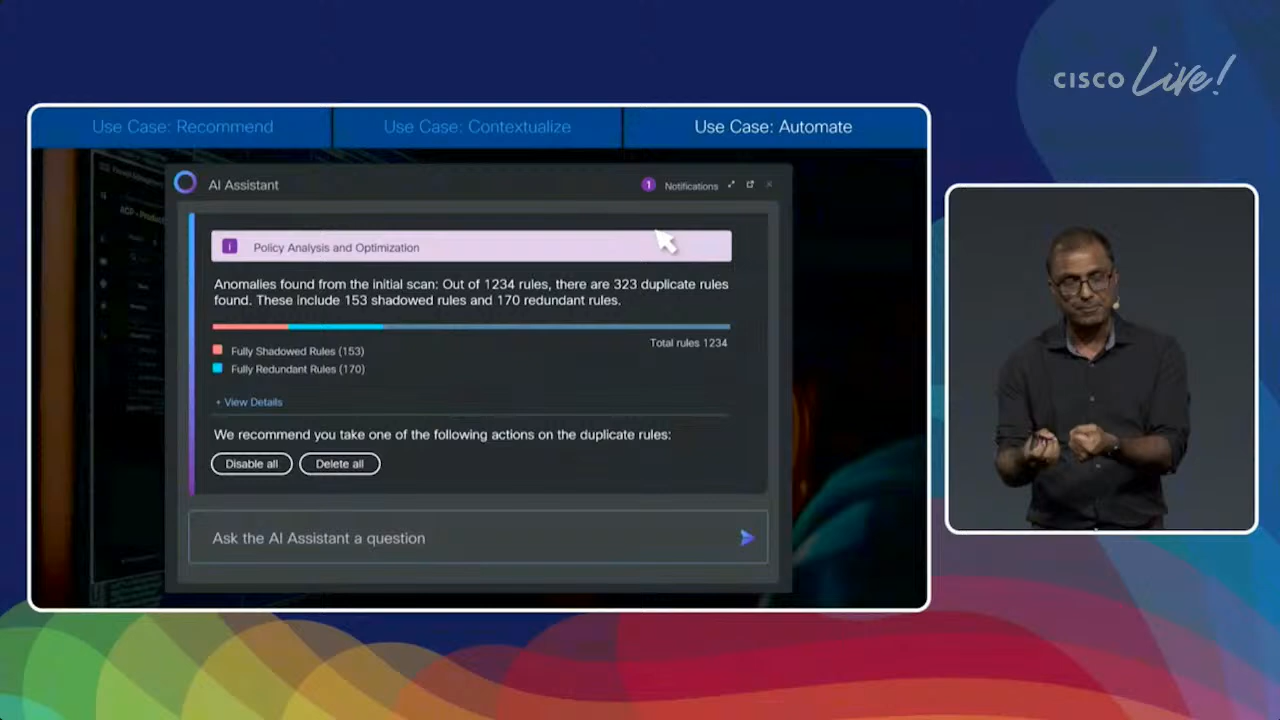 CISCO Live!
Use Case: Recommend
Use Case: Contextualize
Use Case: Automate
AI Assistant
1 Notifications
i Policy Analysis and Optimization
Anomalies found from the initial scan: Out of 1234 rules, there are 323 duplicate rules
found. These include 153 shadowed rules and 170 redundant rules.
Total rules 1234
Fully Shadowed Rules (153)
Fully Redundant Rules (170)
+ View Details
We recommend you take one of the following actions on the duplicate rules:
Disable all
Delete all
Ask the AI Assistant a question